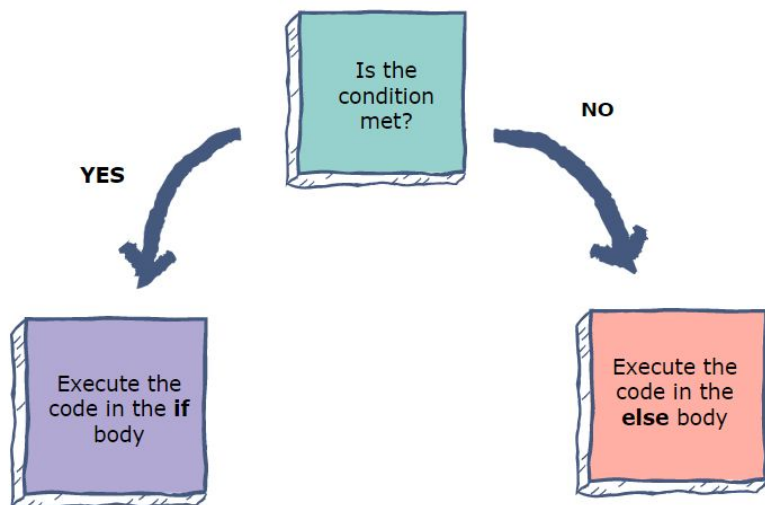 Is the
condition
met?
NO
YES
Execute the
code in the if
body
Execute the
code in the
else body